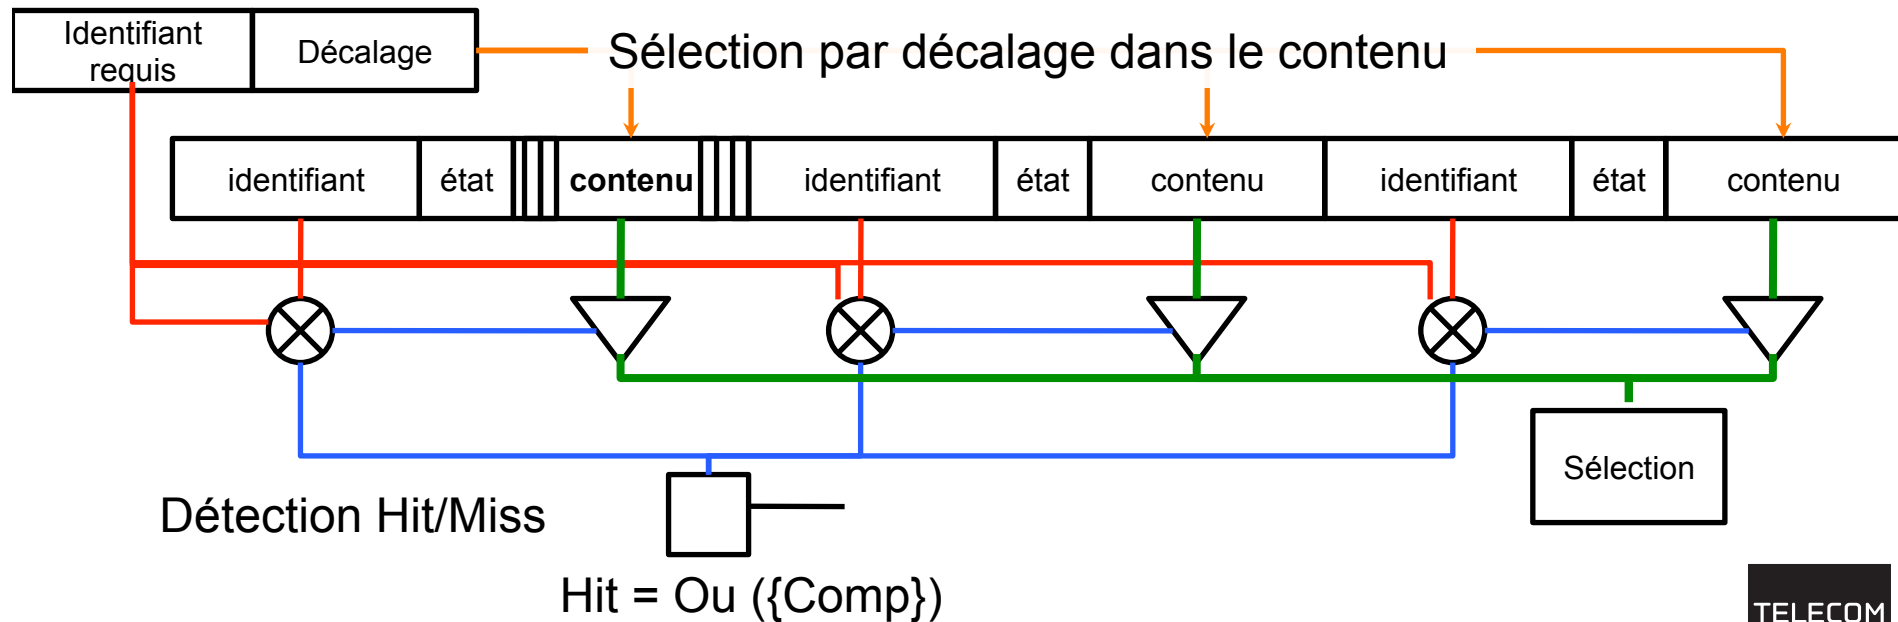 Identifiant
requis
Décalage
Sélection par décalage dans le contenu
identifiant état contenu identifiant état contenu identifiant état contenu
Sélection
Détection Hit/Miss
Hit = Ou ({Comp})
TELECOM